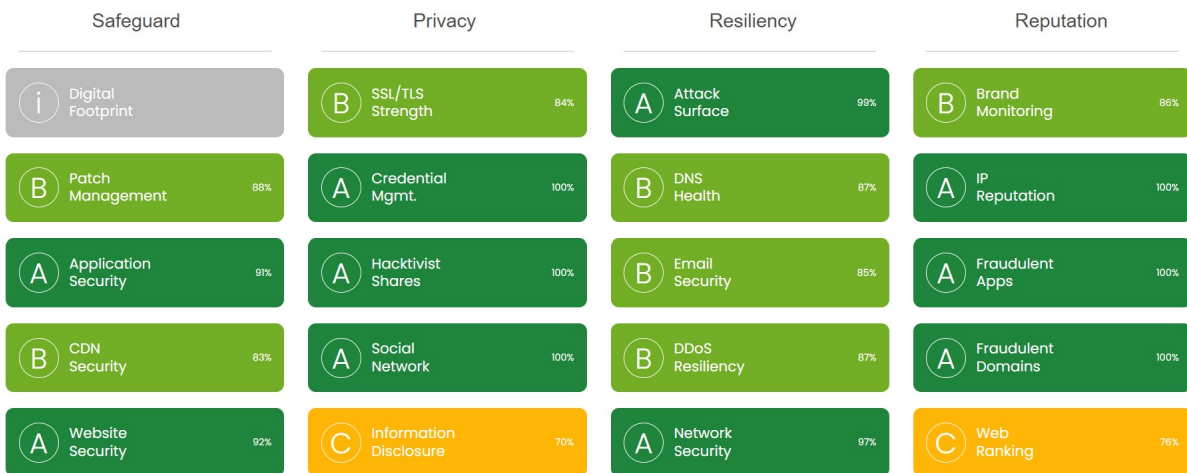 Safeguard
Privacy
Resiliency
Reputation
i
Digital
Footprint
B
SSL/TLS
Strength
84%
A
Attack
Surface
99%
B
Brand
Monitoring
86%
B
Patch
Management
88%
A
Credential
Mgmt.
100%
B
DNS
Health
87%
A
IP
Reputation
100%
A
Application
Security
91%
A
Hacktivist
Shares
100%
B
Email
Security
85%
A
Fraudulent
Apps
100%
B
CDN
Security
83%
A
Social
Network
100%
B
DDoS
Resiliency
87%
A
Fraudulent
Domains
100%
A
Website
Security
92%
C
Information
Disclosure
70%
A
Network
Security
97%
C
Web
Ranking
76%